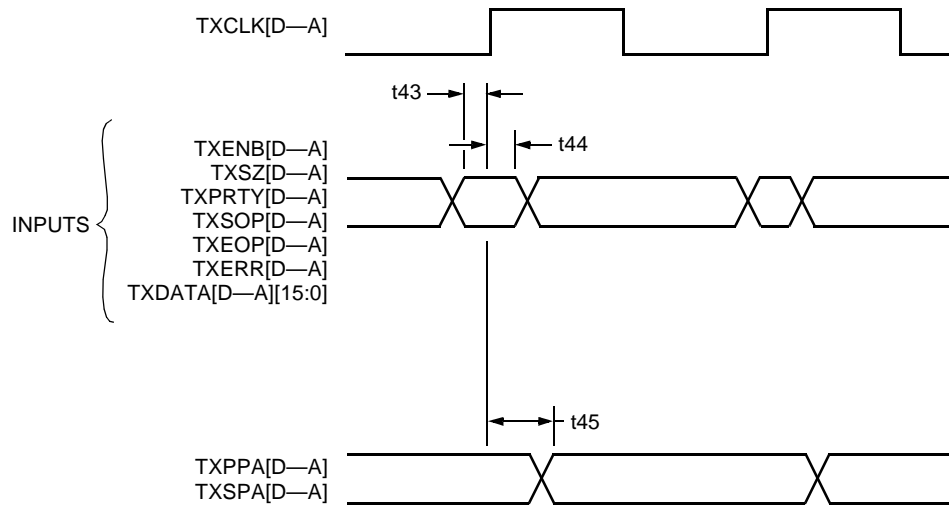 TXCLK[D—A]
t43
t44
TXENB[D—A]
TXSZ[D—A]
TXPRTY[D—A]
TXSOP[D—A]
TXEOP[D—A]
TXERR[D—A]
TXDATA[D—A][15:0]
INPUTS
t45
TXPPA[D—A]
TXSPA[D—A]